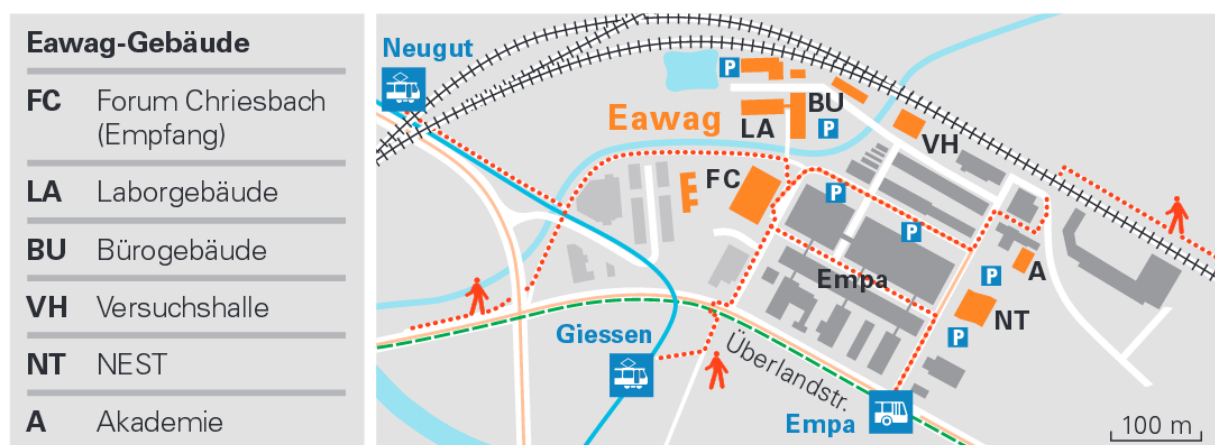 Eawag-Gebäude
FC Forum Chriesbach
(Empfang)
LA Laborgebäude
BU Bürogebäude
VH Versuchshalle
NT NEST
A Akademie
Neugut
P
Eawag
LA
BU
P
VH
FC
P
P
Empa
P
A
NT
P
Giessen
Überlandstr.
Empa
100 m